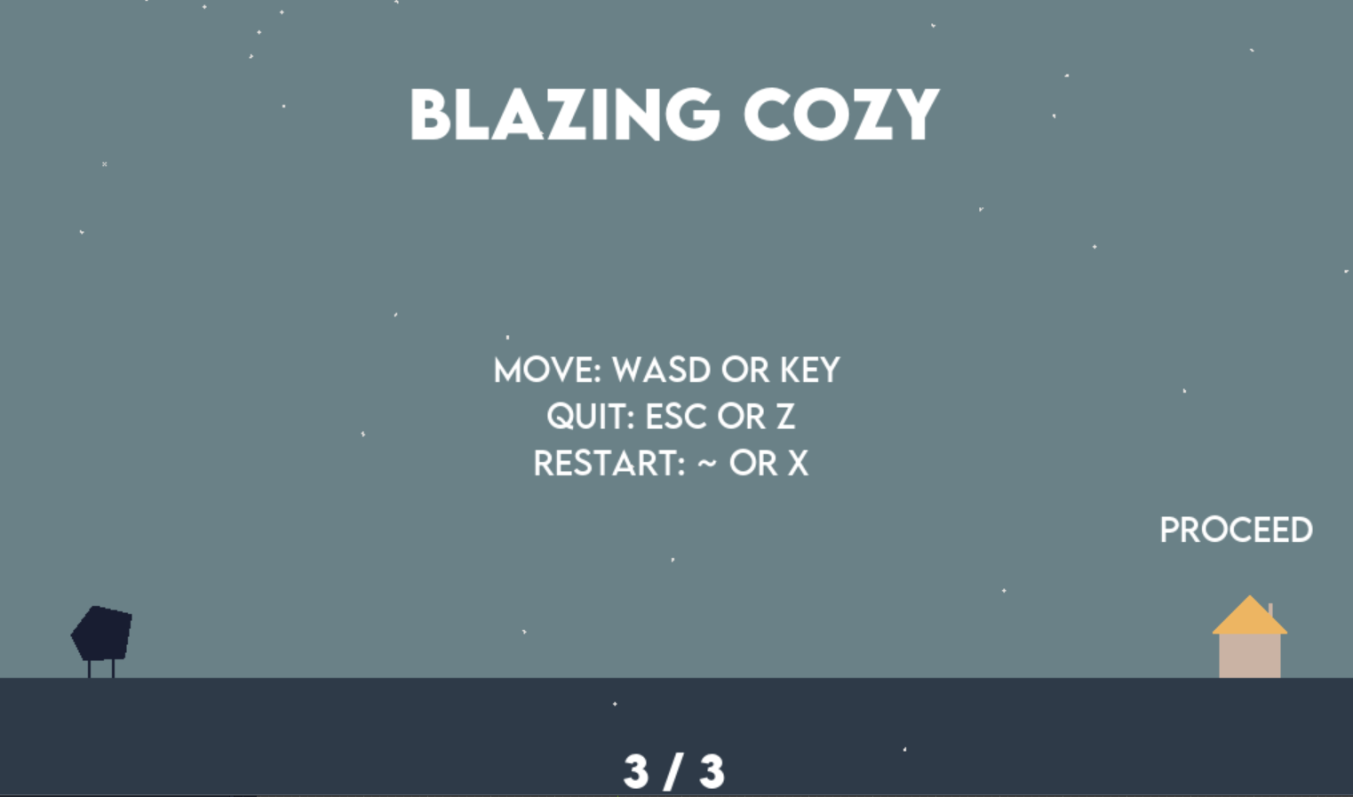 BLAZING COZY
MOVE: WASD OR KEY
QUIT: ESC OR Z
RESTART: ~ OR X
PROCEED
3 / 3